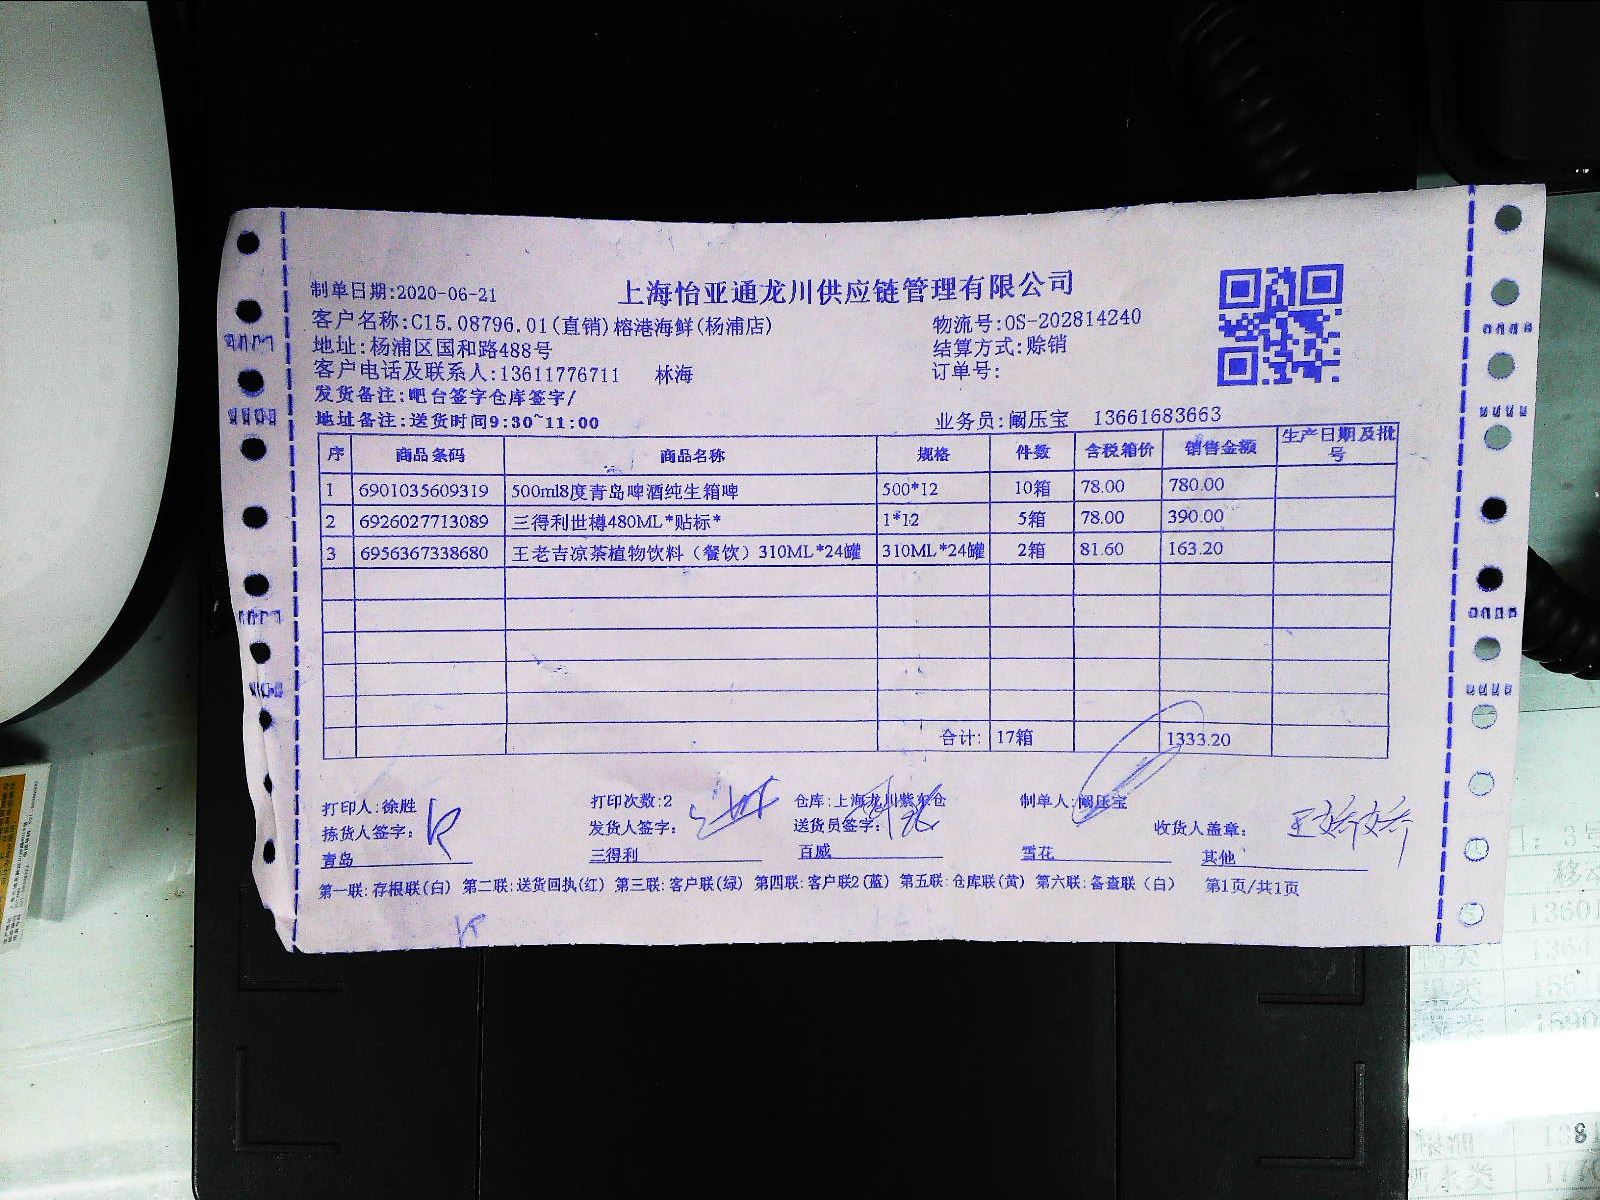 上海怡亚通龙川供应链管理有限公司
制单日期:2020-06-21
客户名称:C15.08796.01(直销)榕港海鲜(杨浦店) 物流号:OS-202814240
地址:杨浦区国和路488号 结算方式:赊销
客户电话及联系人:13611776711 林海 订单号:
发货备注:吧台签字仓库签字/
地址备注:送货时间9:30~11:00 业务员:阚压宝 13661683663
序 商品条码 商品名称 规格 件数 含税箱价 销售金额 生产日期及批号
1 6901035609319 500ml8度青岛啤酒纯生箱啤 500*12 10箱 78.00 780.00
2 6926027713089 三得利世樽480ML*贴标* 1*12 5箱 78.00 390.00
3 6956367338680 王老吉凉茶植物饮料（餐饮）310ML*24罐 310ML*24罐 2箱 81.60 163.20
合计: 17箱 1333.20
打印人:徐胜 打印次数:2 仓库:上海龙川紫东仓 制单人:阚压宝
拣货人签字: 发货人签字: 送货员签字: 收货人盖章:
青岛 三得利 百威 雪花 其他
第一联:存根联(白) 第二联:送货回执(红) 第三联:客户联(绿) 第四联:客户联2(蓝) 第五联:仓库联(黄) 第六联:备查联（白） 第1页/共1页